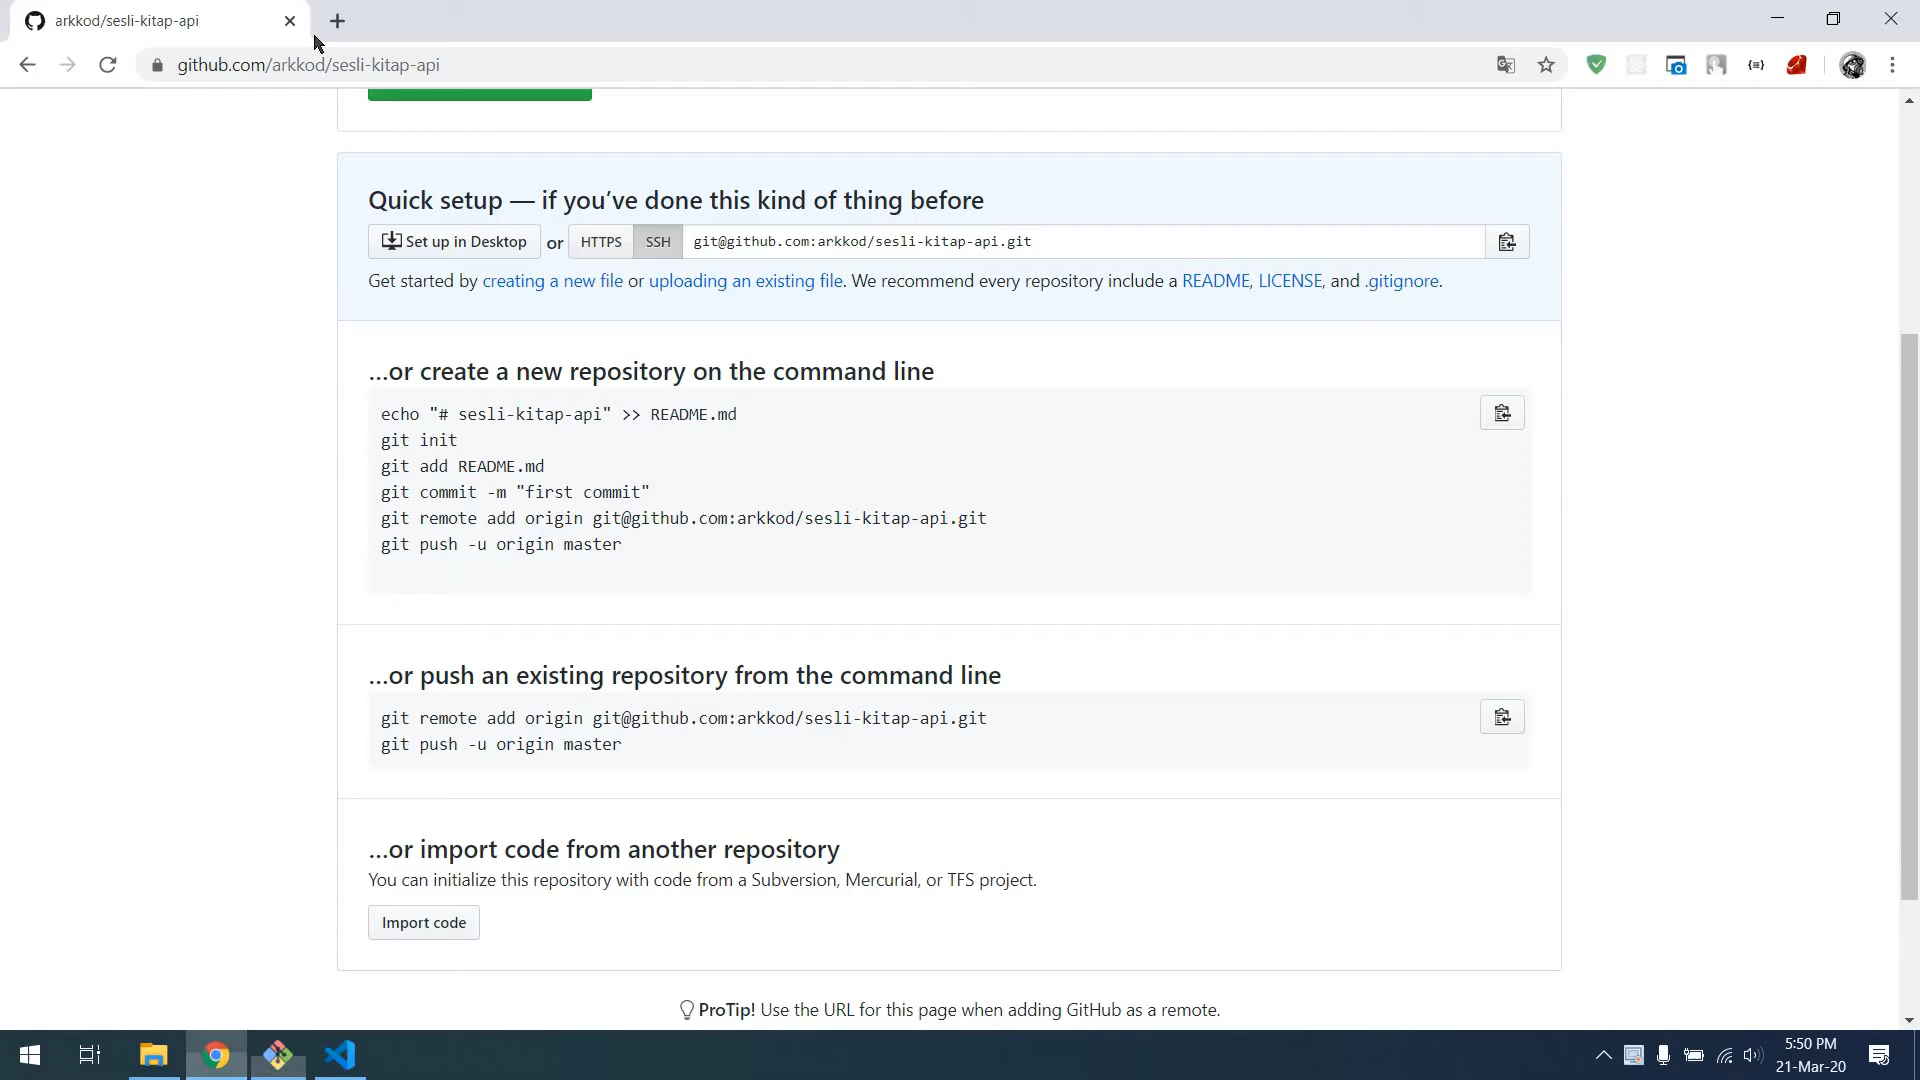 arkkod/sesli-kitap-api
github.com/arkkod/sesli-kitap-api
Quick setup — if you’ve done this kind of thing before
Set up in Desktop or HTTPS SSH git@github.com:arkkod/sesli-kitap-api.git
Get started by creating a new file or uploading an existing file. We recommend every repository include a README, LICENSE, and .gitignore.
…or create a new repository on the command line
echo "# sesli-kitap-api" >> README.md
git init
git add README.md
git commit -m "first commit"
git remote add origin git@github.com:arkkod/sesli-kitap-api.git
git push -u origin master
…or push an existing repository from the command line
git remote add origin git@github.com:arkkod/sesli-kitap-api.git
git push -u origin master
…or import code from another repository
You can initialize this repository with code from a Subversion, Mercurial, or TFS project.
Import code
ProTip! Use the URL for this page when adding GitHub as a remote.
5:50 PM
21-Mar-20